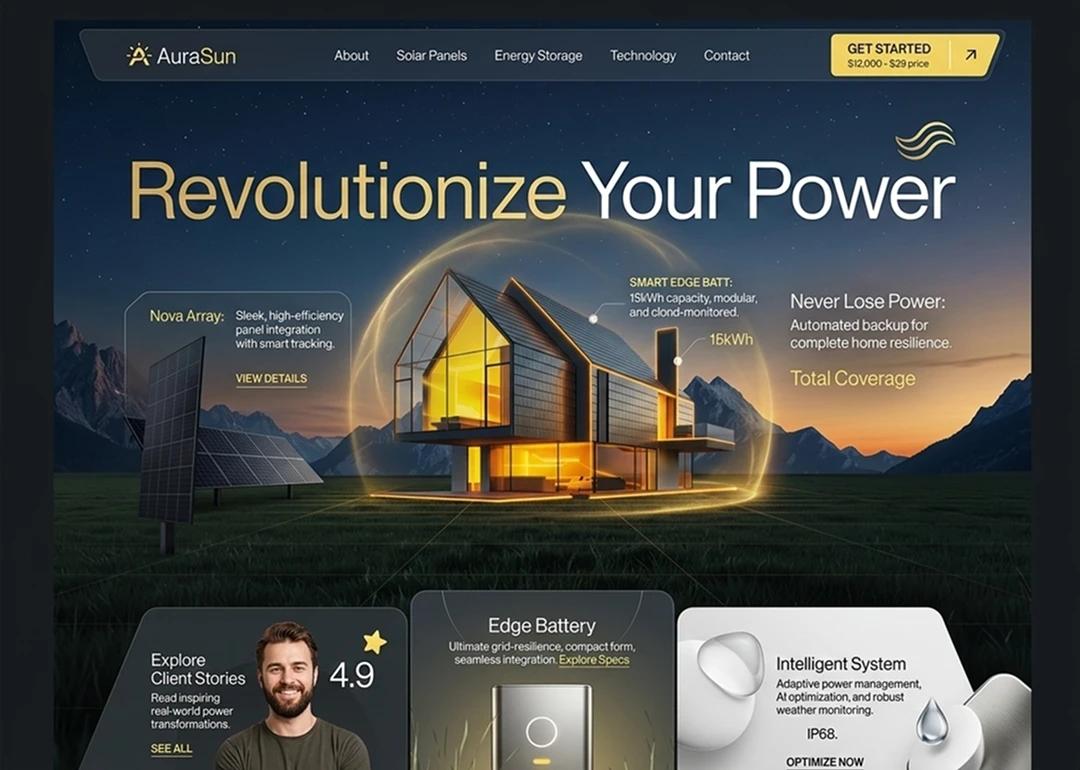 AuraSun
About
Solar Panels
Energy Storage
Technology
Contact
GET STARTED
$12,000 - $29 price
Revolutionize Your Power
Nova Array:
Sleek, high-efficiency
panel integration
with smart tracking.
VIEW DETAILS
SMART EDGE BATT:
15kWh capacity, modular,
and clond-monitored.
15kWh
Never Lose Power:
Automated backup for
complete home resilience.
Total Coverage
Explore
Client Stories
Read inspiring
real-world power
transformations.
SEE ALL
4.9
Edge Battery
Ultimate grid-resilience, compact form,
seamless integration. Explore Specs
Intelligent System
Adaptive power management,
AI optimization, and robust
weather monitoring.
IP68.
OPTIMIZE NOW